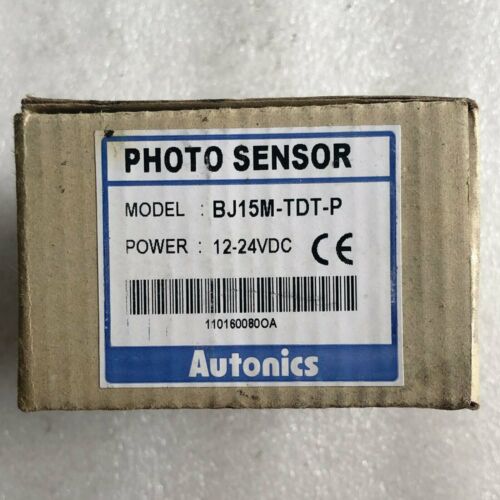 PHOTO SENSOR
MODEL : BJ15M-TDT-P
POWER : 12-24VDC CE
110160080OA
Autonics